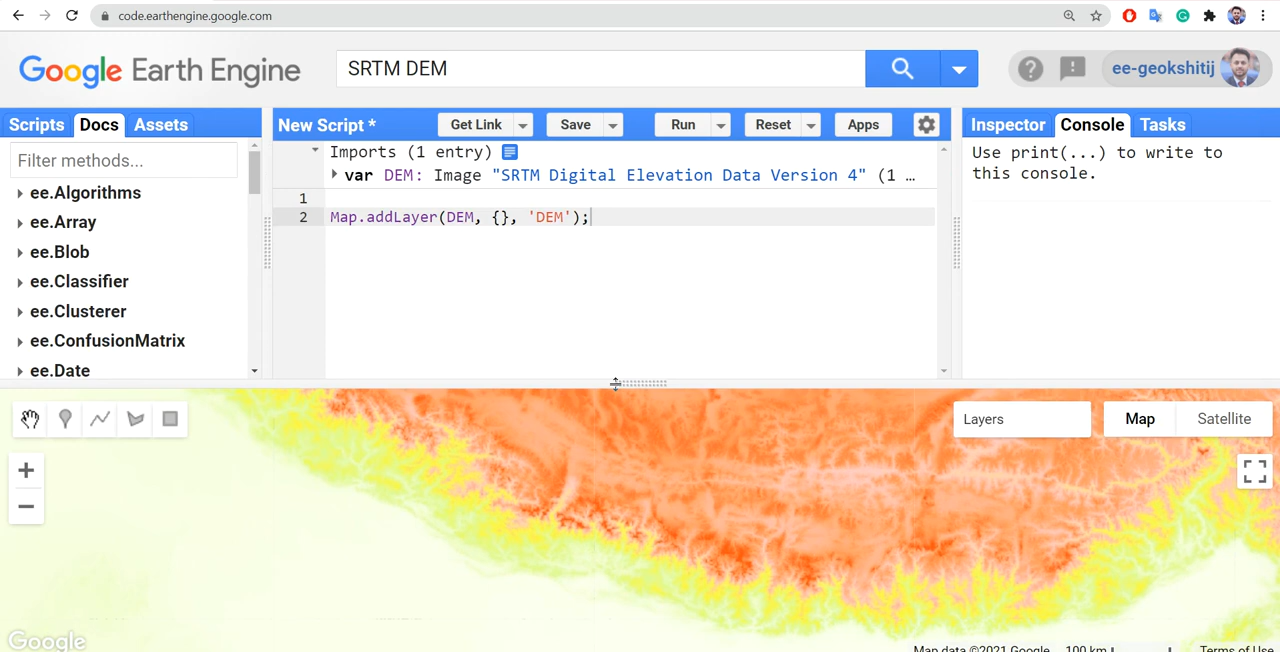 code.earthengine.google.com
Google Earth Engine
SRTM DEM
ee-geokshitij
Scripts Docs Assets
New Script *
Get Link
Save
Run
Reset
Apps
Inspector Console Tasks
Filter methods...
ee.Algorithms
ee.Array
ee.Blob
ee.Classifier
ee.Clusterer
ee.ConfusionMatrix
ee.Date
Imports (1 entry)
var DEM: Image "SRTM Digital Elevation Data Version 4" (1 …
1
2 Map.addLayer(DEM, {}, 'DEM');
Use print(...) to write to
this console.
Layers
Map
Satellite
Google
Map data ©2021 Google 100 km Terms of Use